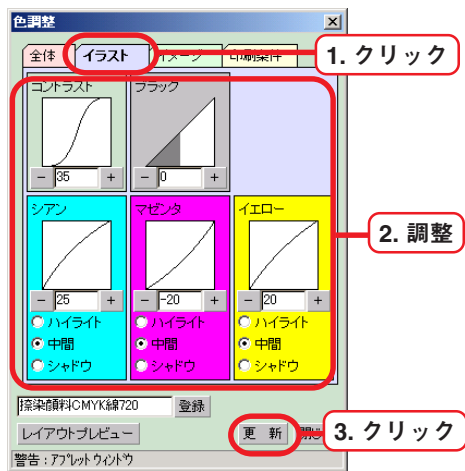 色調整
全体 イラスト イメージ 印刷条件
1. クリック
コントラスト ブラック
− 35 + − 0 +
シアン マゼンタ イエロー
2. 調整
− 25 + − -20 + − 20 +
ハイライト ハイライト ハイライト
中間 中間 中間
シャドウ シャドウ シャドウ
捺染顔料CMYK線720 登録
レイアウトプレビュー 更 新
3. クリック
警告 : アプレット ウィンドウ